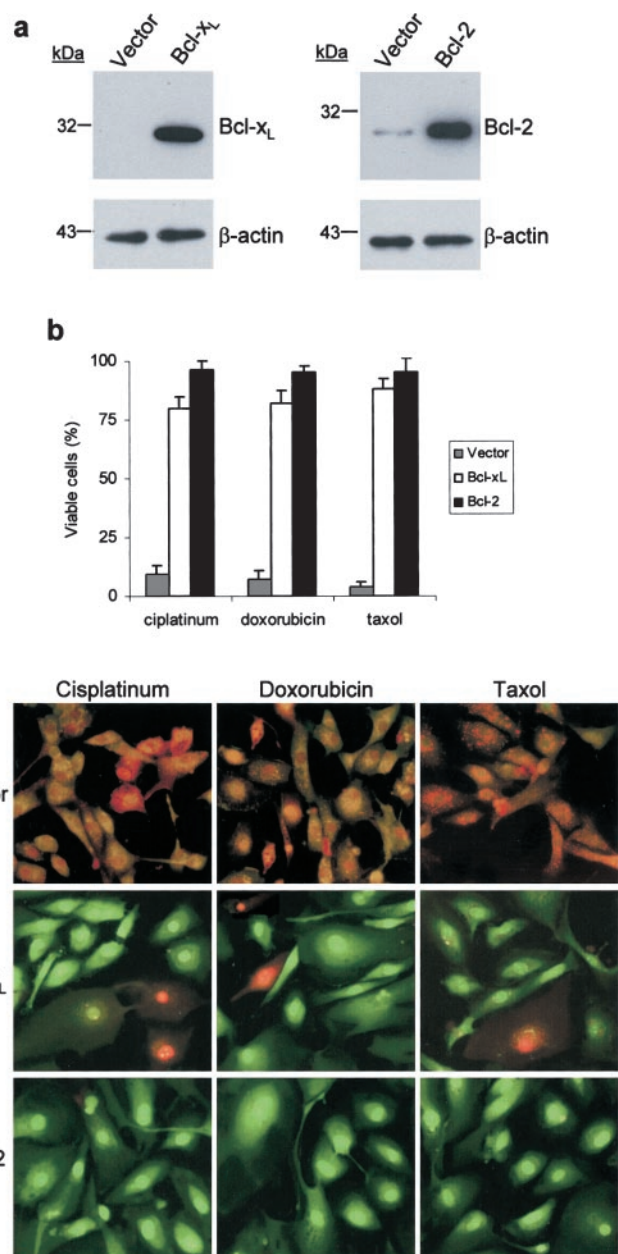 a
kDa Vector Bcl-xL kDa Vector Bcl-2
32 Bcl-xL 32 Bcl-2
43 β-actin 43 β-actin
b
Viable cells (%)
100
75
50
25
0
ciplatinum doxorubicin taxol
Vector
Bcl-xL
Bcl-2
Cisplatinum Doxorubicin Taxol
r
L
2